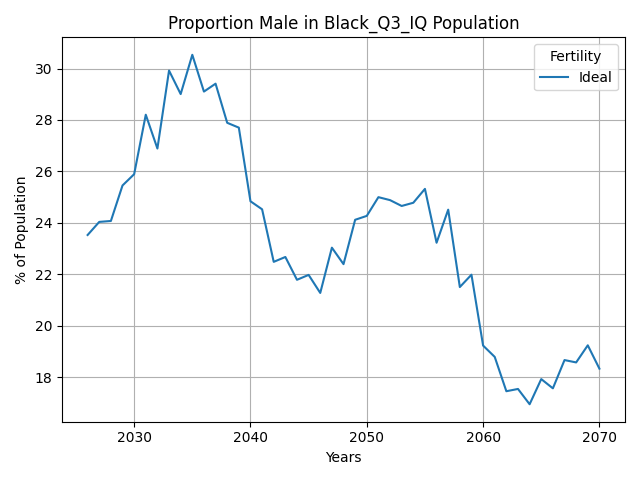 Proportion Male in Black_Q3_IQ Population
Fertility
Ideal
% of Population
30
28
26
24
22
20
18
2030 2040 2050 2060 2070
Years